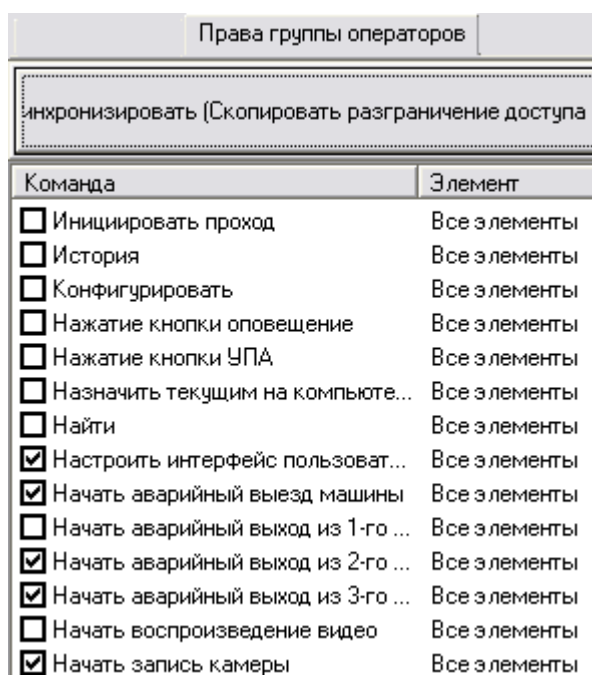 Права группы операторов
инхронизировать (Скопировать разграничение доступа
Команда Элемент
Инициировать проход Все элементы
История Все элементы
Конфигурировать Все элементы
Нажатие кнопки оповещение Все элементы
Нажатие кнопки УПА Все элементы
Назначить текущим на компьюте... Все элементы
Найти Все элементы
Настроить интерфейс пользоват... Все элементы
Начать аварийный выезд машины Все элементы
Начать аварийный выход из 1-го ... Все элементы
Начать аварийный выход из 2-го ... Все элементы
Начать аварийный выход из 3-го ... Все элементы
Начать воспроизведение видео Все элементы
Начать запись камеры Все элементы